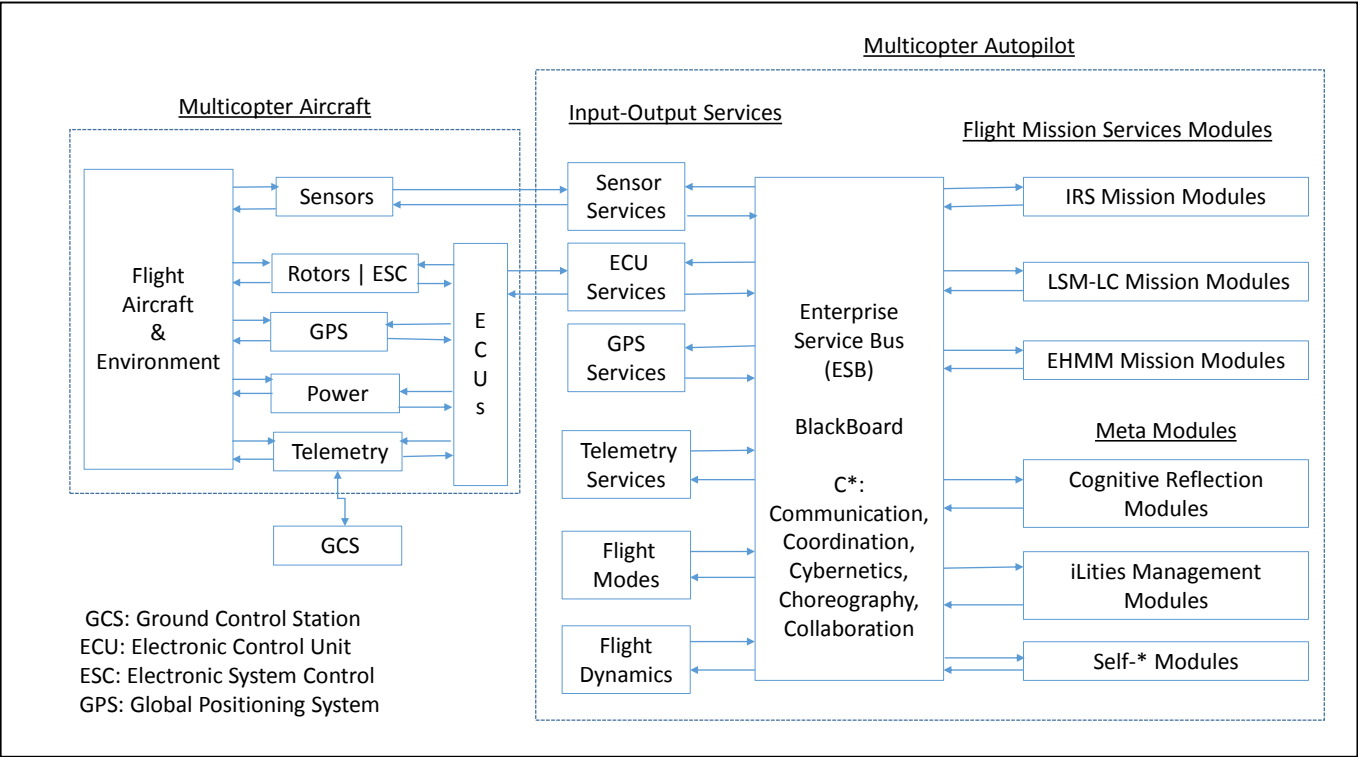 Multicopter Autopilot
Multicopter Aircraft
Input-Output Services
Flight Mission Services Modules
Flight
Aircraft
&
Environment
Sensors
Rotors | ESC
GPS
Power
Telemetry
E
C
U
s
GCS
Sensor
Services
ECU
Services
GPS
Services
Telemetry
Services
Flight
Modes
Flight
Dynamics
Enterprise
Service Bus
(ESB)
BlackBoard
C*:
Communication,
Coordination,
Cybernetics,
Choreography,
Collaboration
IRS Mission Modules
LSM-LC Mission Modules
EHMM Mission Modules
Meta Modules
Cognitive Reflection
Modules
iLities Management
Modules
Self-* Modules
GCS: Ground Control Station
ECU: Electronic Control Unit
ESC: Electronic System Control
GPS: Global Positioning System